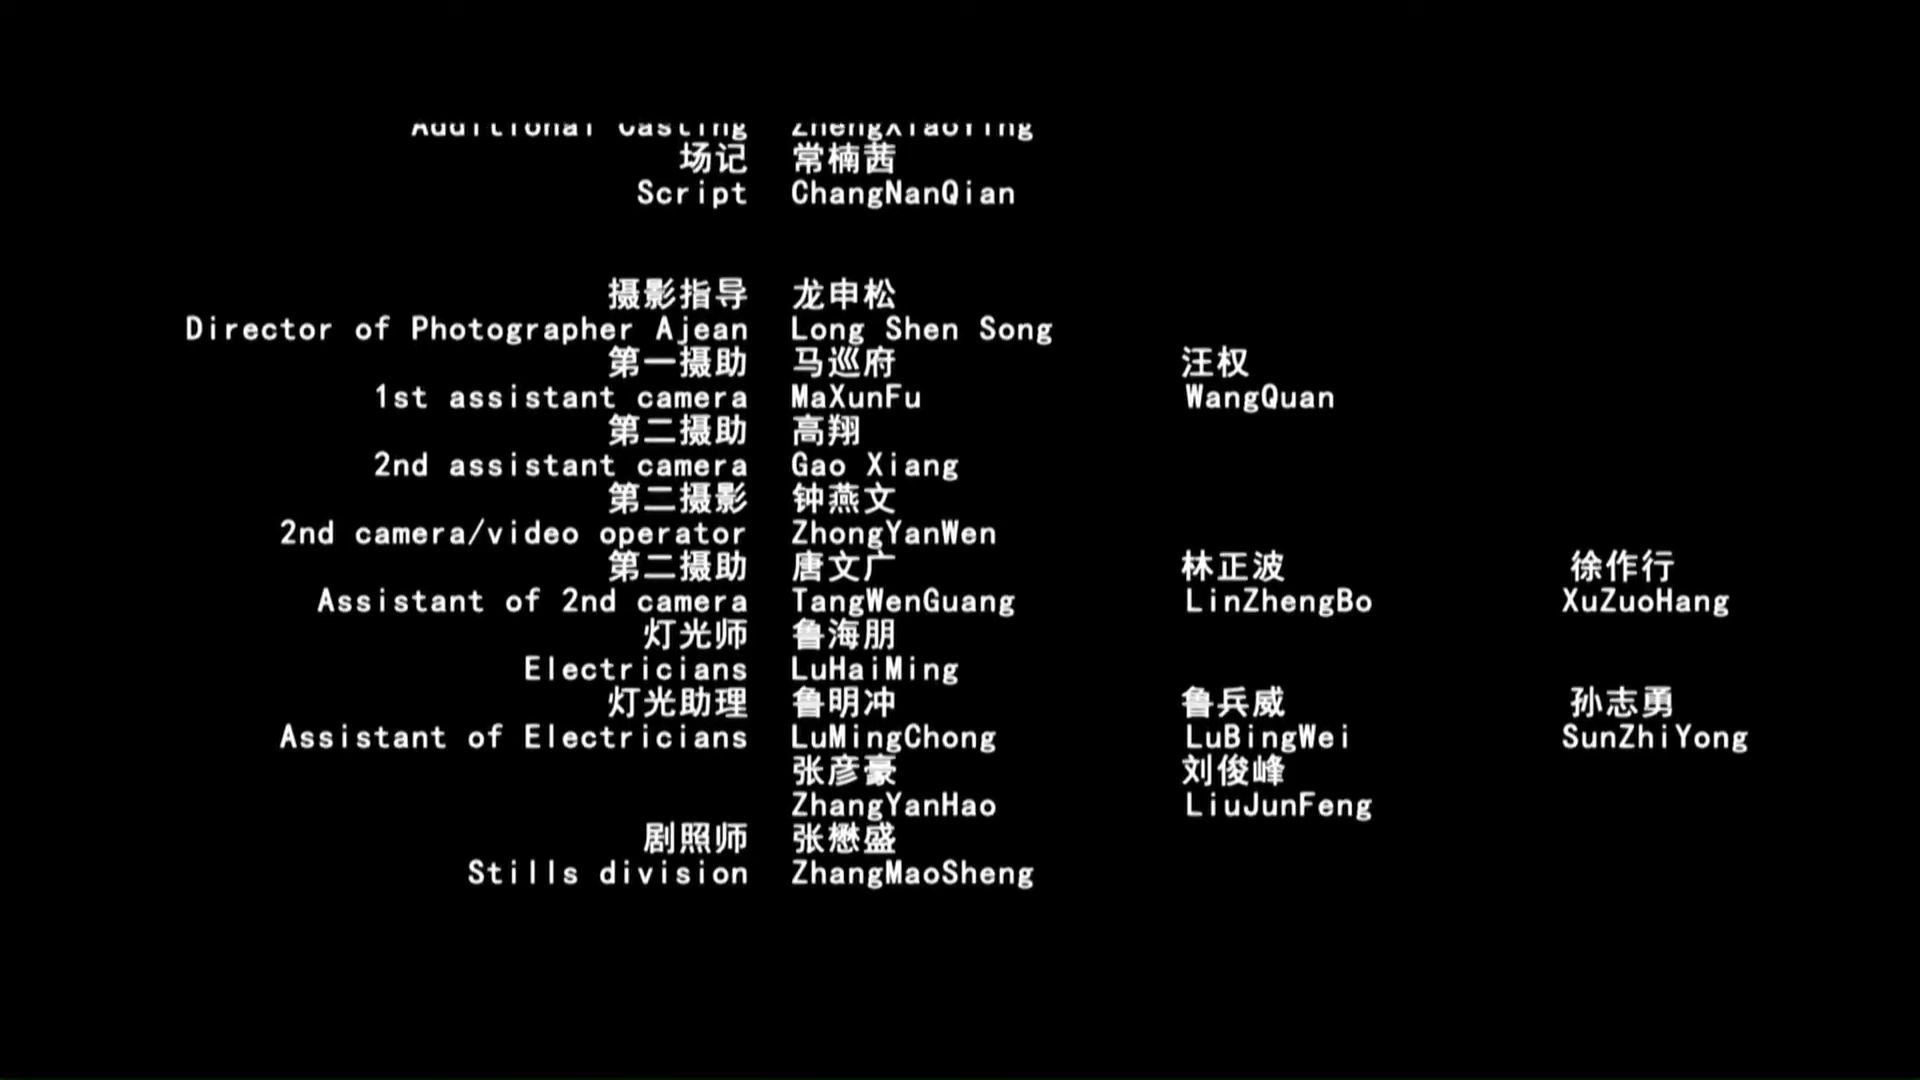 Additional Casting ZhengXiaoYing
场记 常楠茜
Script ChangNanQian
摄影指导 龙申松
Director of Photographer Ajean Long Shen Song
第一摄助 马巡府 汪权
1st assistant camera MaXunFu WangQuan
第二摄助 高翔
2nd assistant camera Gao Xiang
第二摄影 钟燕文
2nd camera/video operator ZhongYanWen
第二摄助 唐文广 林正波 徐作行
Assistant of 2nd camera TangWenGuang LinZhengBo XuZuoHang
灯光师 鲁海朋
Electricians LuHaiMing
灯光助理 鲁明冲 鲁兵威 孙志勇
Assistant of Electricians LuMingChong LuBingWei SunZhiYong
张彦豪 刘俊峰
ZhangYanHao LiuJunFeng
剧照师 张懋盛
Stills division ZhangMaoSheng